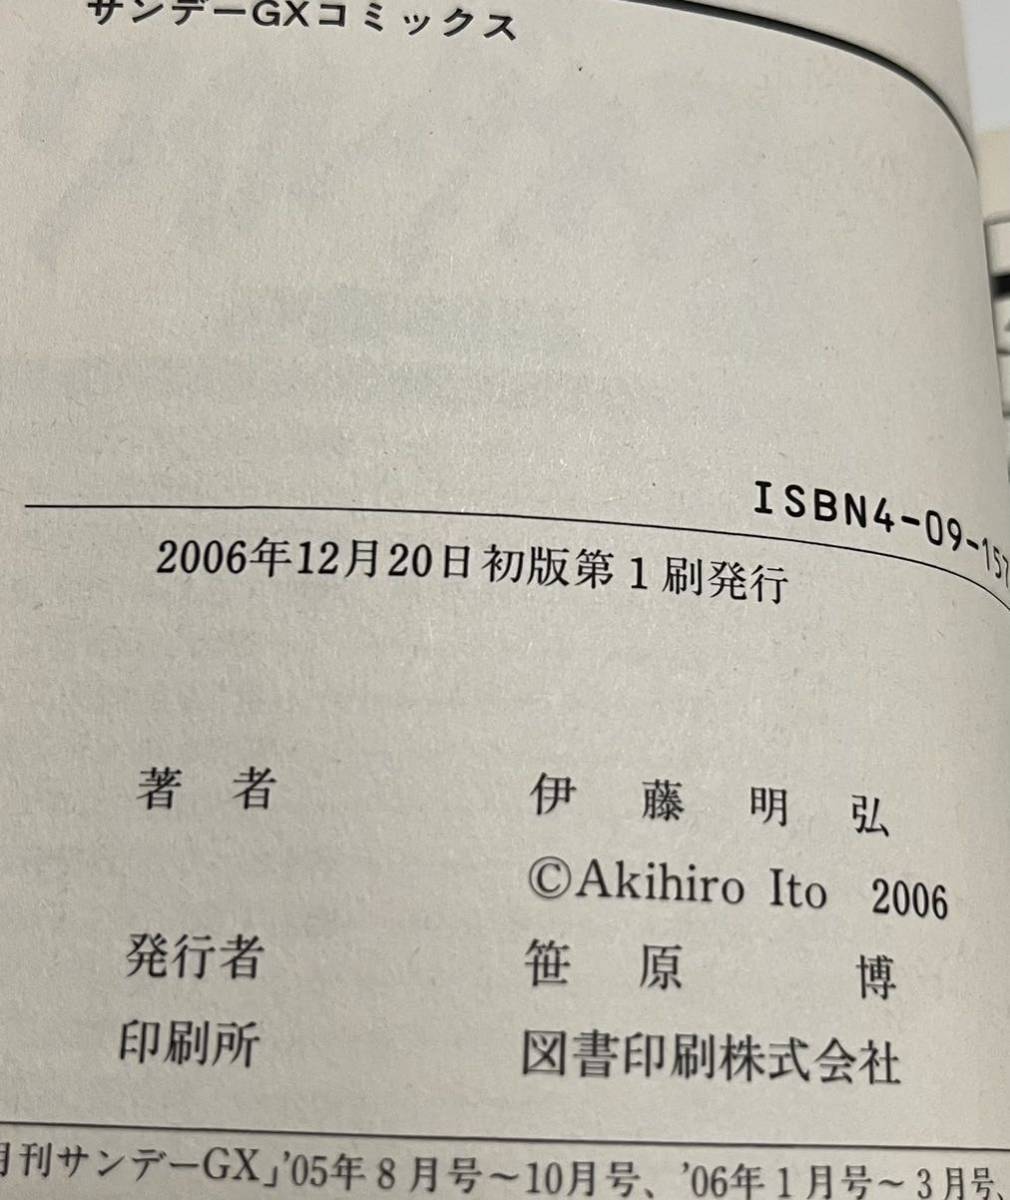 サンデーGXコミックス
ISBN4-09-157
2006年12月20日初版第1刷発行
著 者 伊 藤 明 弘
©Akihiro Ito 2006
発行者 笹 原 博
印刷所 図書印刷株式会社
月刊サンデーGX」'05年8月号〜10月号、'06年1月号〜3月号、